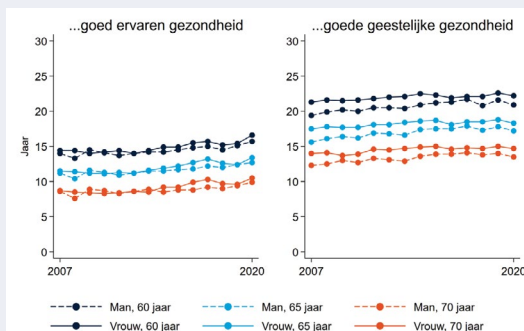 ...goed ervaren gezondheid
...goede geestelijke gezondheid
30
25
20
15
10
5
0
Jaar
2007
2020
30
25
20
15
10
5
0
2007
2020
Man, 60 jaar
Man, 65 jaar
Man, 70 jaar
Vrouw, 60 jaar
Vrouw, 65 jaar
Vrouw, 70 jaar